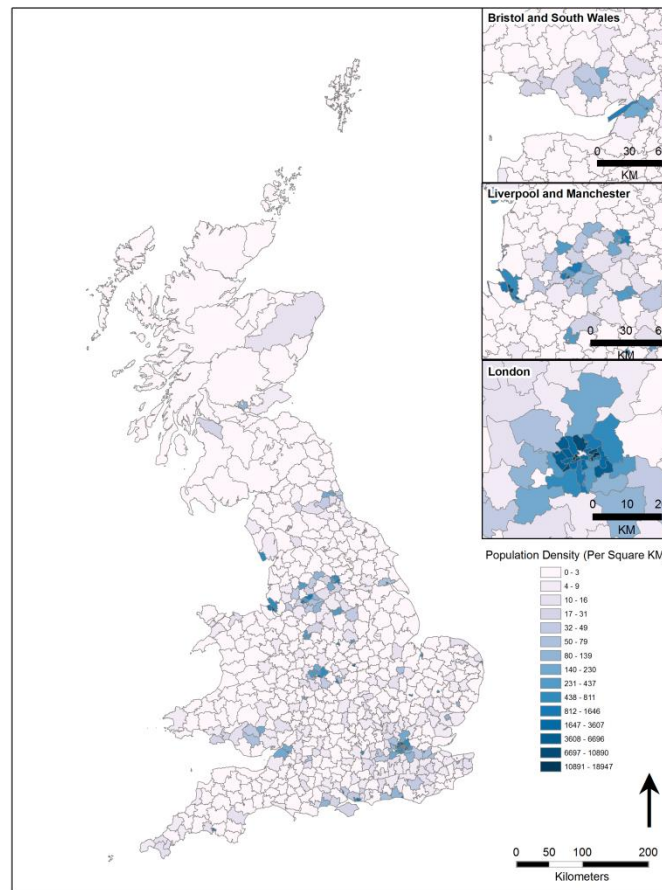 Bristol and South Wales
0 30 6
KM
Liverpool and Manchester
0 30 6
KM
London
0 10 2
KM
Population Density (Per Square KM
0 - 3
4 - 9
10 - 16
17 - 31
32 - 49
50 - 79
80 - 139
140 - 230
231 - 437
438 - 811
812 - 1646
1647 - 3607
3608 - 6696
6697 - 10890
10891 - 18947
0 50 100 200
Kilometers